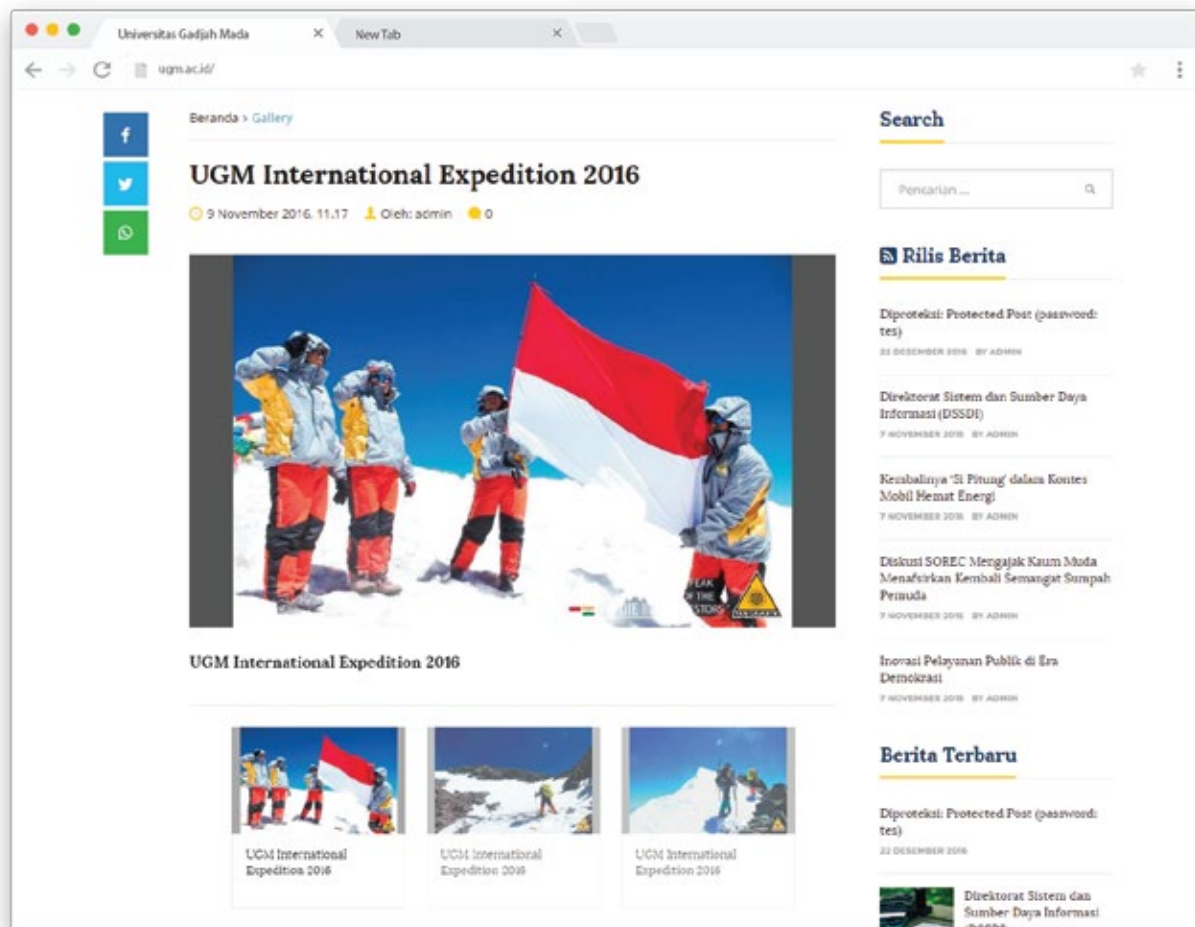 Universitas Gadjah Mada
New Tab
ugm.ac.id/
Beranda > Gallery
UGM International Expedition 2016
9 November 2016, 11.17 Oleh: admin 0
PEAK
OF THE
UGM International Expedition 2016
UGM International
Expedition 2016
UGM International
Expedition 2016
UGM International
Expedition 2016
Search
Pencarian ...
Rilis Berita
Diproteksi: Protected Post (password:
tes)
22 DESEMBER 2016 BY ADMIN
Direktorat Sistem dan Sumber Daya
Informasi (DSSDI)
7 NOVEMBER 2016 BY ADMIN
Kembalinya 'Si Pitung' dalam Kontes
Mobil Hemat Energi
7 NOVEMBER 2016 BY ADMIN
Diskusi SOREC Mengajak Kaum Muda
Menafsirkan Kembali Semangat Sumpah
Pemuda
7 NOVEMBER 2016 BY ADMIN
Inovasi Pelayanan Publik di Era
Demokrasi
7 NOVEMBER 2016 BY ADMIN
Berita Terbaru
Diproteksi: Protected Post (password:
tes)
22 DESEMBER 2016
Direktorat Sistem dan
Sumber Daya Informasi